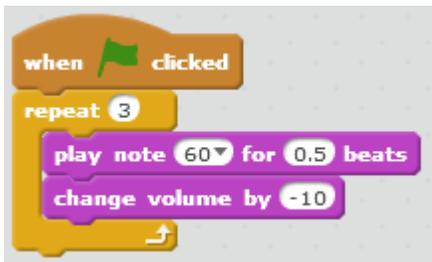 when clicked
repeat 3
play note 60 for 0.5 beats
change volume by -10